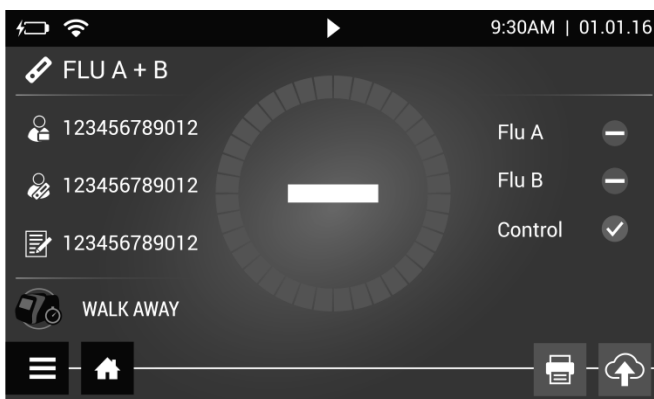 9:30AM | 01.01.16
FLU A + B
123456789012
123456789012
123456789012
WALK AWAY
Flu A
Flu B
Control